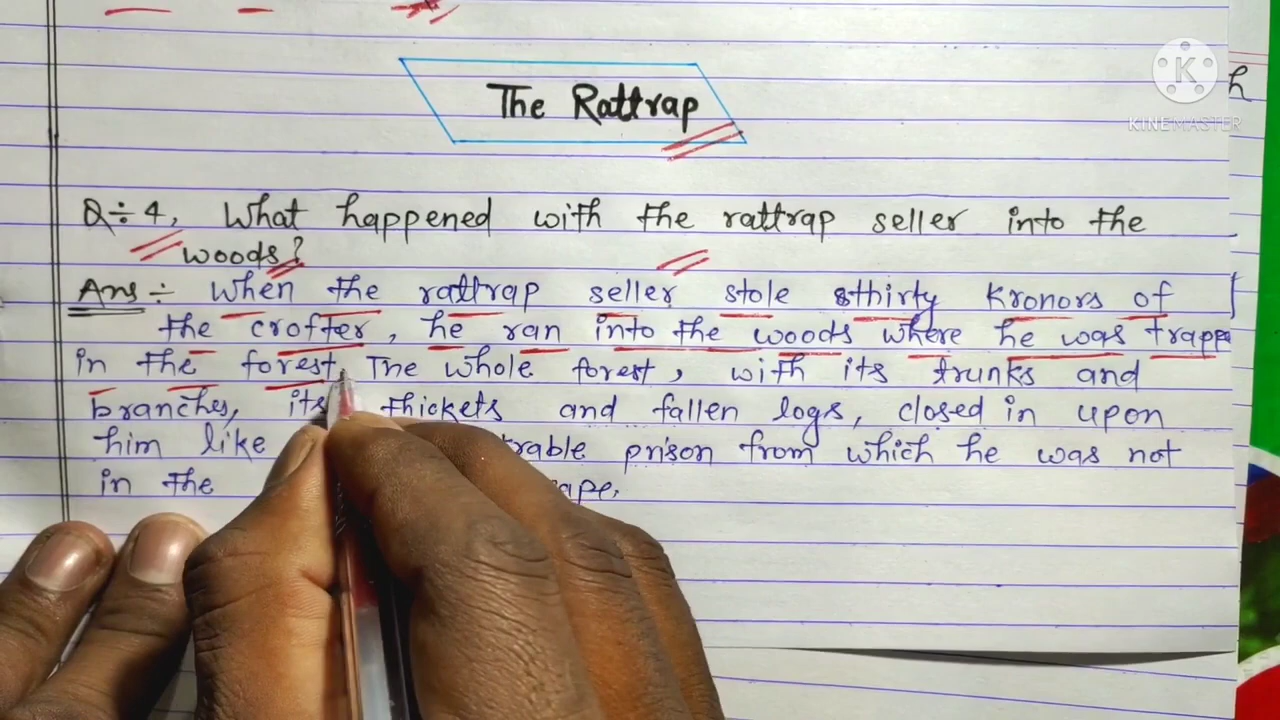 The Rattrap
h
KINEMASTER
Q÷4, What happened with the rattrap seller into the
woods?
Ans÷ When the rattrap seller stole sthirty Kronors of
the crofter, he ran into the woods where he was trappe
in the forest. The whole forest, with its trunks and
branches, its thickets and fallen logs, closed in upon
him like prison from which he was not
in the